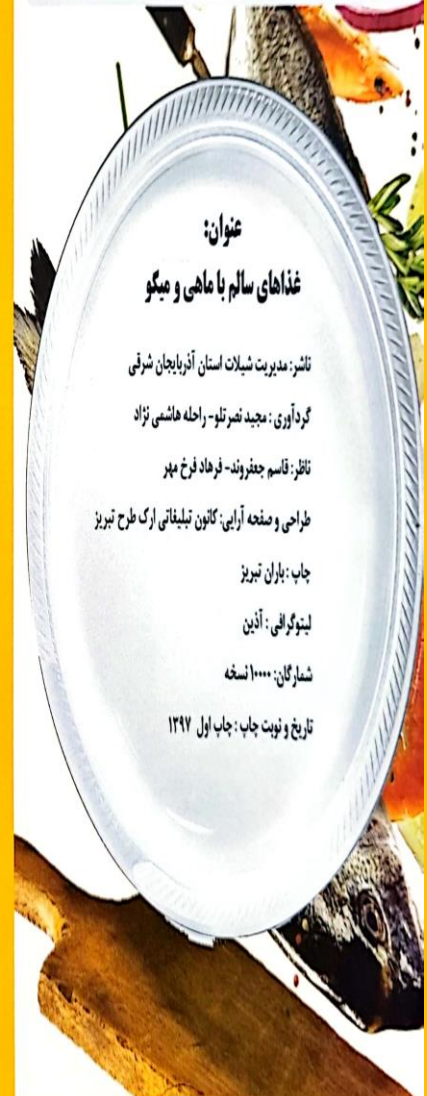 عنوان:
غذاهای سالم با ماهی و میگو
ناشر: مدیریت شیلات استان آذربایجان شرقی
گردآوری: مجید نصرتلو- راحله هاشمی نژاد
ناظر: قاسم جعفروند- فرهاد فرخ مهر
طراحی و صفحه آرایی: کانون تبلیغاتی ارک طرح تبریز
چاپ: باران تبریز
لیتوگرافی: آذین
شمارگان: ۱۰۰۰۰ نسخه
تاریخ و نوبت چاپ: چاپ اول ۱۳۹۷